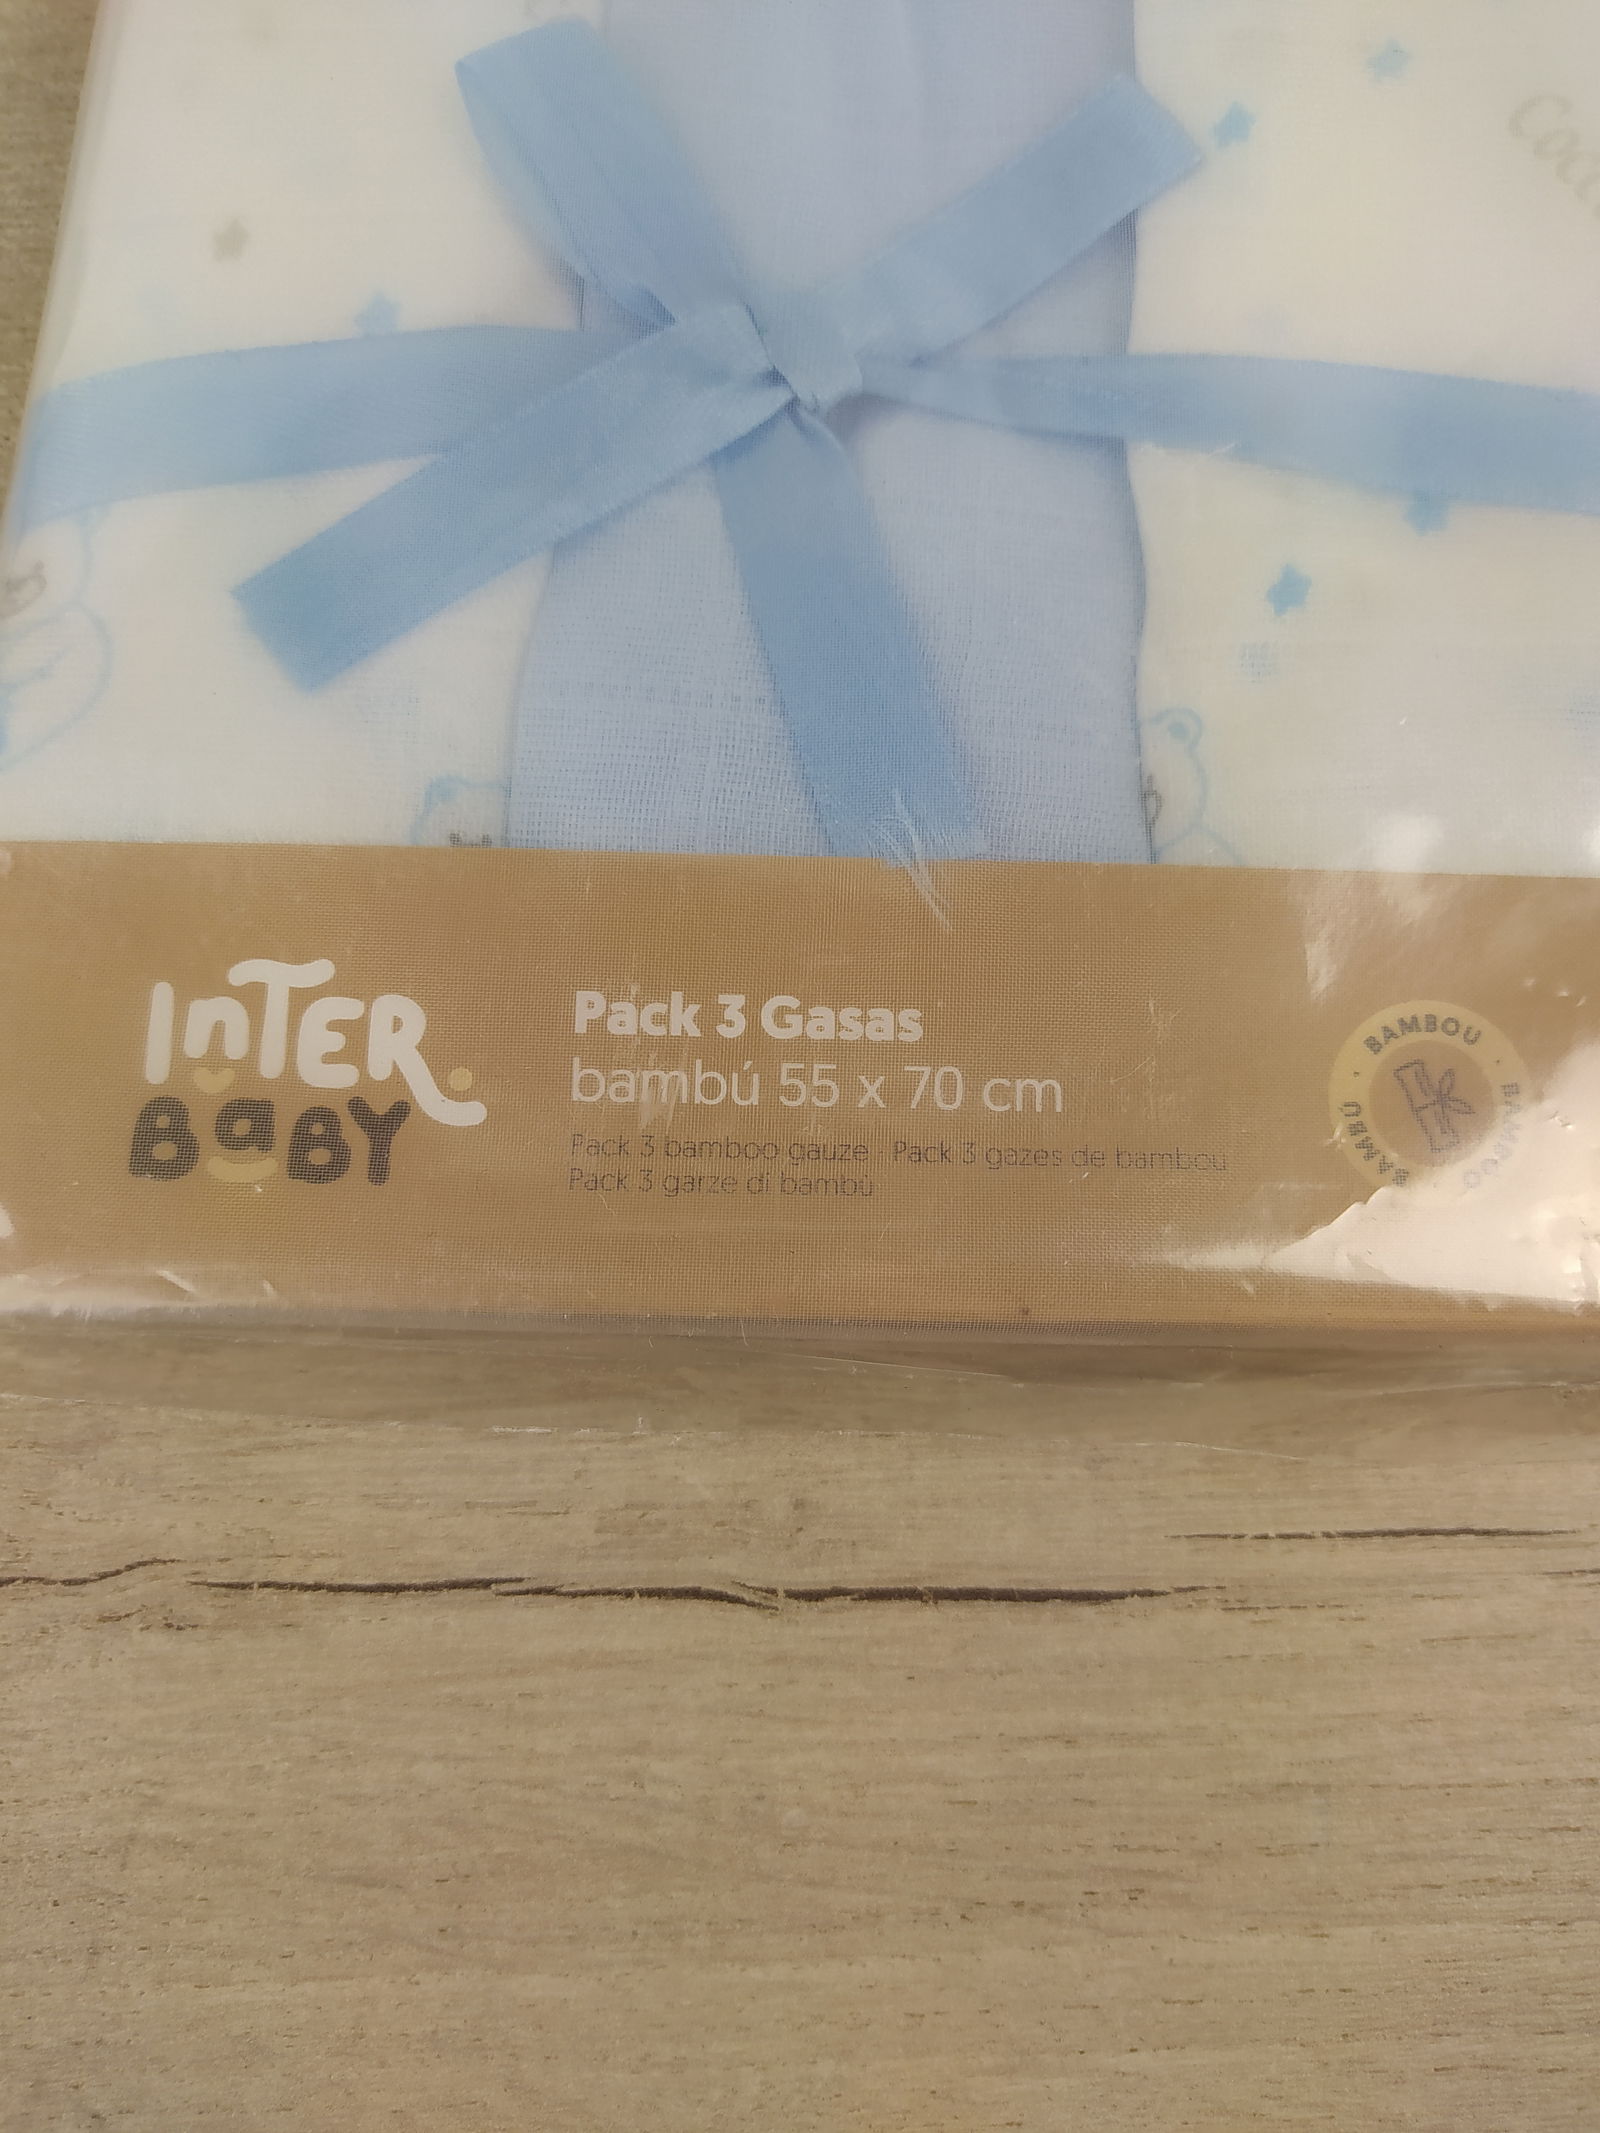 InTER
BaBY
Pack 3 Gasas
bambú 55 x 70 cm
Pack 3 bamboo gauze · Pack 3 gazes de bambou
Pack 3 garze di bambù
BAMBOU · BAMBUO · BAMBÚ